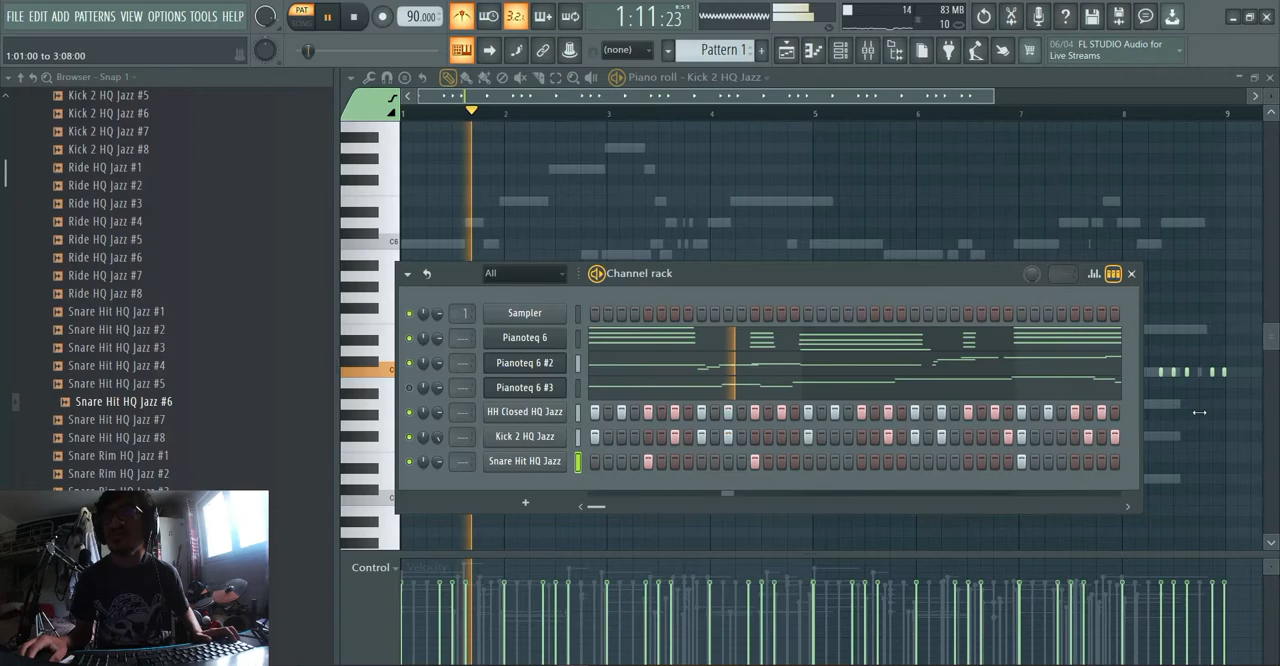 FILE EDIT ADD PATTERNS VIEW OPTIONS TOOLS HELP
PAT
SONG
90.000
3.2.
1:11:23
M:S:T
14
83 MB
10
1:01:00 to 3:08:00
(none)
Pattern 1
06/04 FL STUDIO Audio for
Live Streams
Browser - Snap 1
Kick 2 HQ Jazz #5
Kick 2 HQ Jazz #6
Kick 2 HQ Jazz #7
Kick 2 HQ Jazz #8
Ride HQ Jazz #1
Ride HQ Jazz #2
Ride HQ Jazz #3
Ride HQ Jazz #4
Ride HQ Jazz #5
Ride HQ Jazz #6
Ride HQ Jazz #7
Ride HQ Jazz #8
Snare Hit HQ Jazz #1
Snare Hit HQ Jazz #2
Snare Hit HQ Jazz #3
Snare Hit HQ Jazz #4
Snare Hit HQ Jazz #5
Snare Hit HQ Jazz #6
Snare Hit HQ Jazz #7
Snare Hit HQ Jazz #8
Snare Rim HQ Jazz #1
Snare Rim HQ Jazz #2
Piano roll - Kick 2 HQ Jazz
1 2 3 4 5 6 7 8 9
C6
Channel rack
All
1
Sampler
Pianoteq 6
Pianoteq 6 #2
Pianoteq 6 #3
HH Closed HQ Jazz
Kick 2 HQ Jazz
Snare Hit HQ Jazz
Control
Velocity